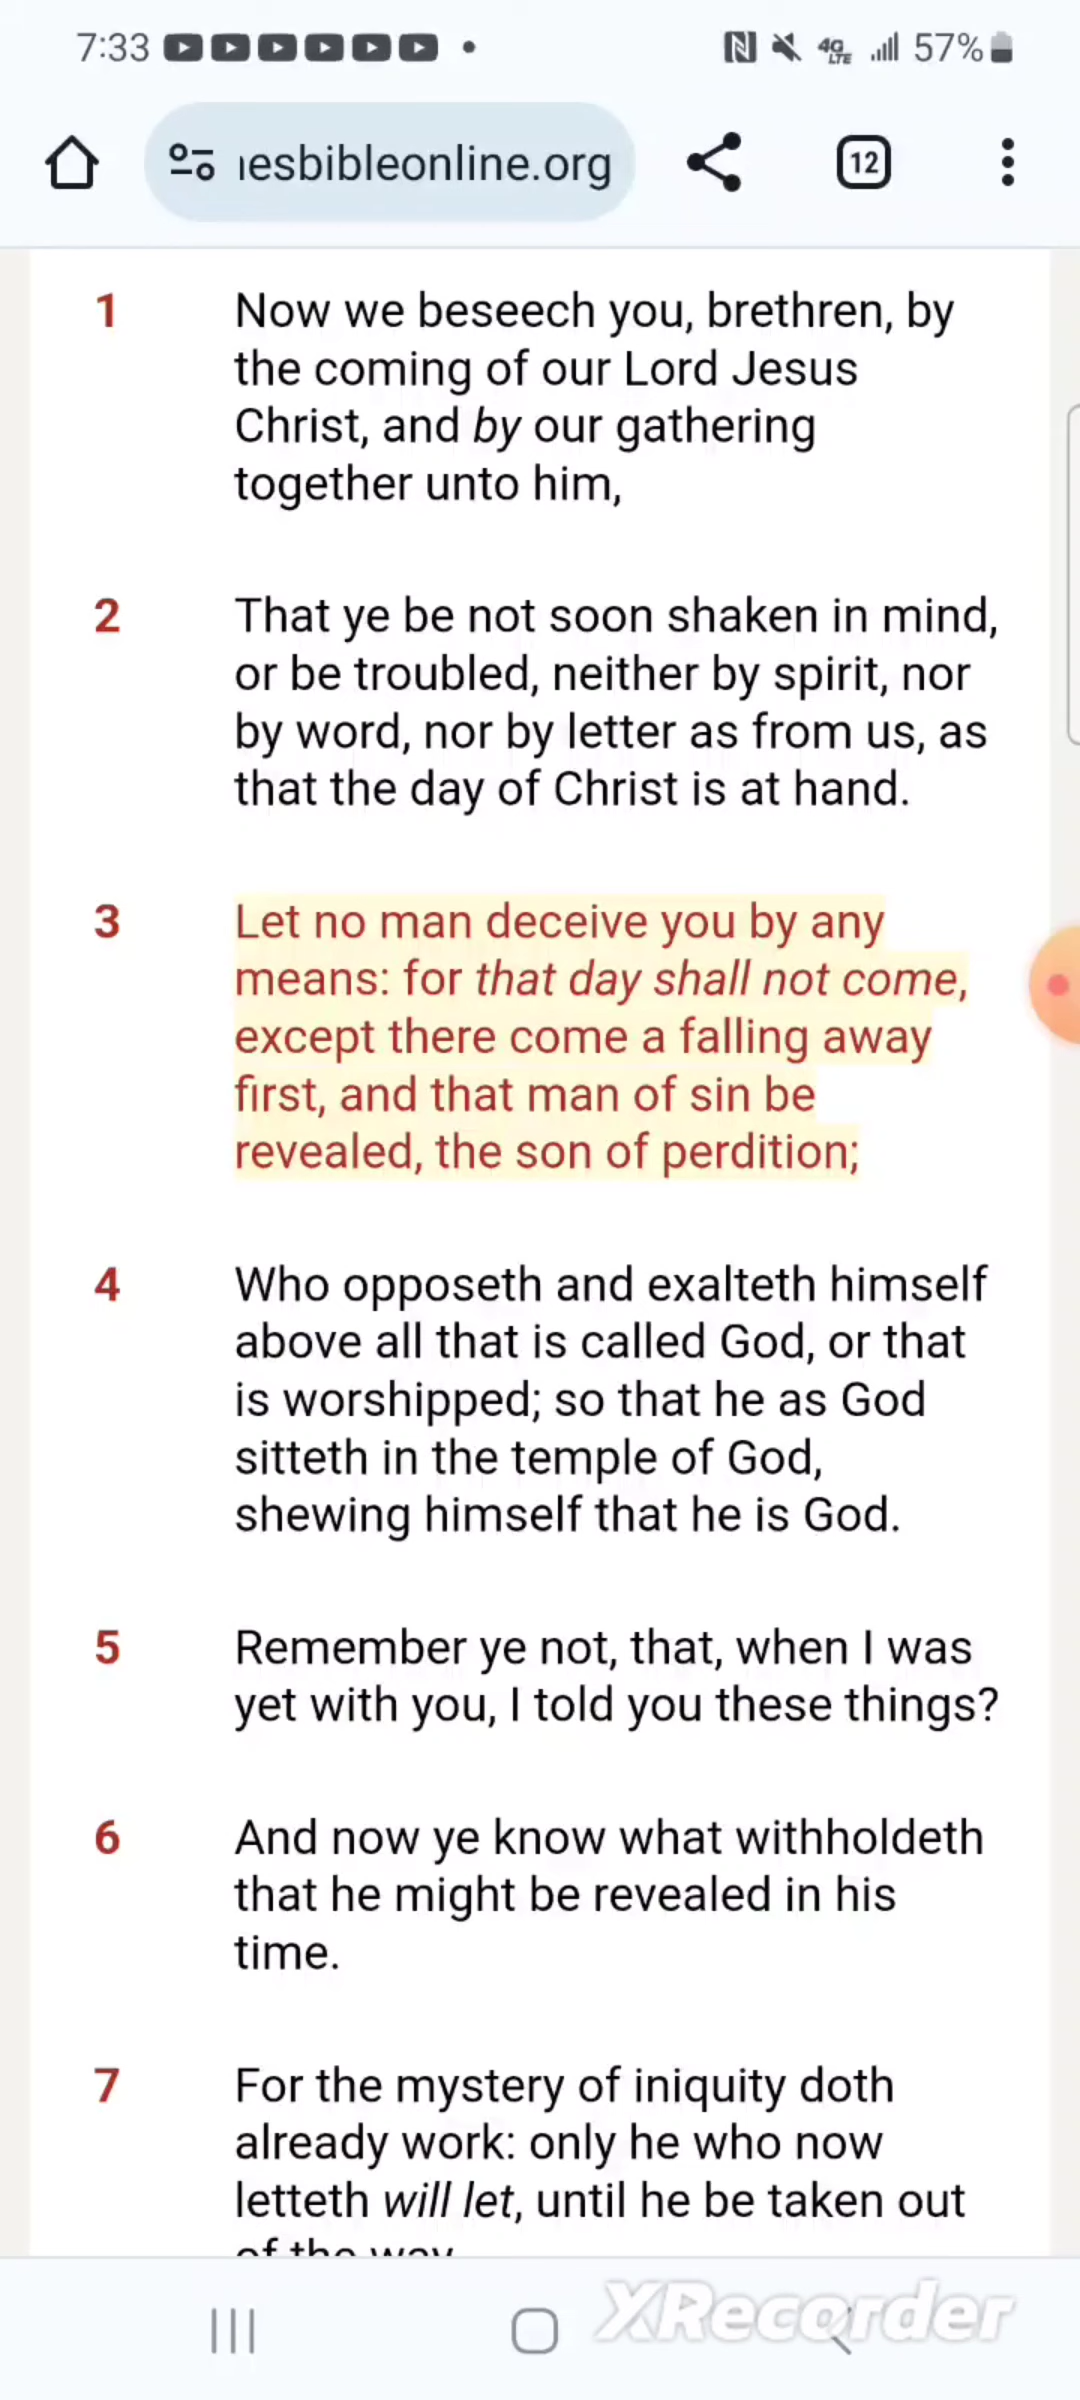 7:33
4G LTE 57%
esbibleonline.org
12
1 Now we beseech you, brethren, by
the coming of our Lord Jesus
Christ, and by our gathering
together unto him,
2 That ye be not soon shaken in mind,
or be troubled, neither by spirit, nor
by word, nor by letter as from us, as
that the day of Christ is at hand.
3 Let no man deceive you by any
means: for that day shall not come,
except there come a falling away
first, and that man of sin be
revealed, the son of perdition;
4 Who opposeth and exalteth himself
above all that is called God, or that
is worshipped; so that he as God
sitteth in the temple of God,
shewing himself that he is God.
5 Remember ye not, that, when I was
yet with you, I told you these things?
6 And now ye know what withholdeth
that he might be revealed in his
time.
7 For the mystery of iniquity doth
already work: only he who now
letteth will let, until he be taken out
of the way
XRecorder